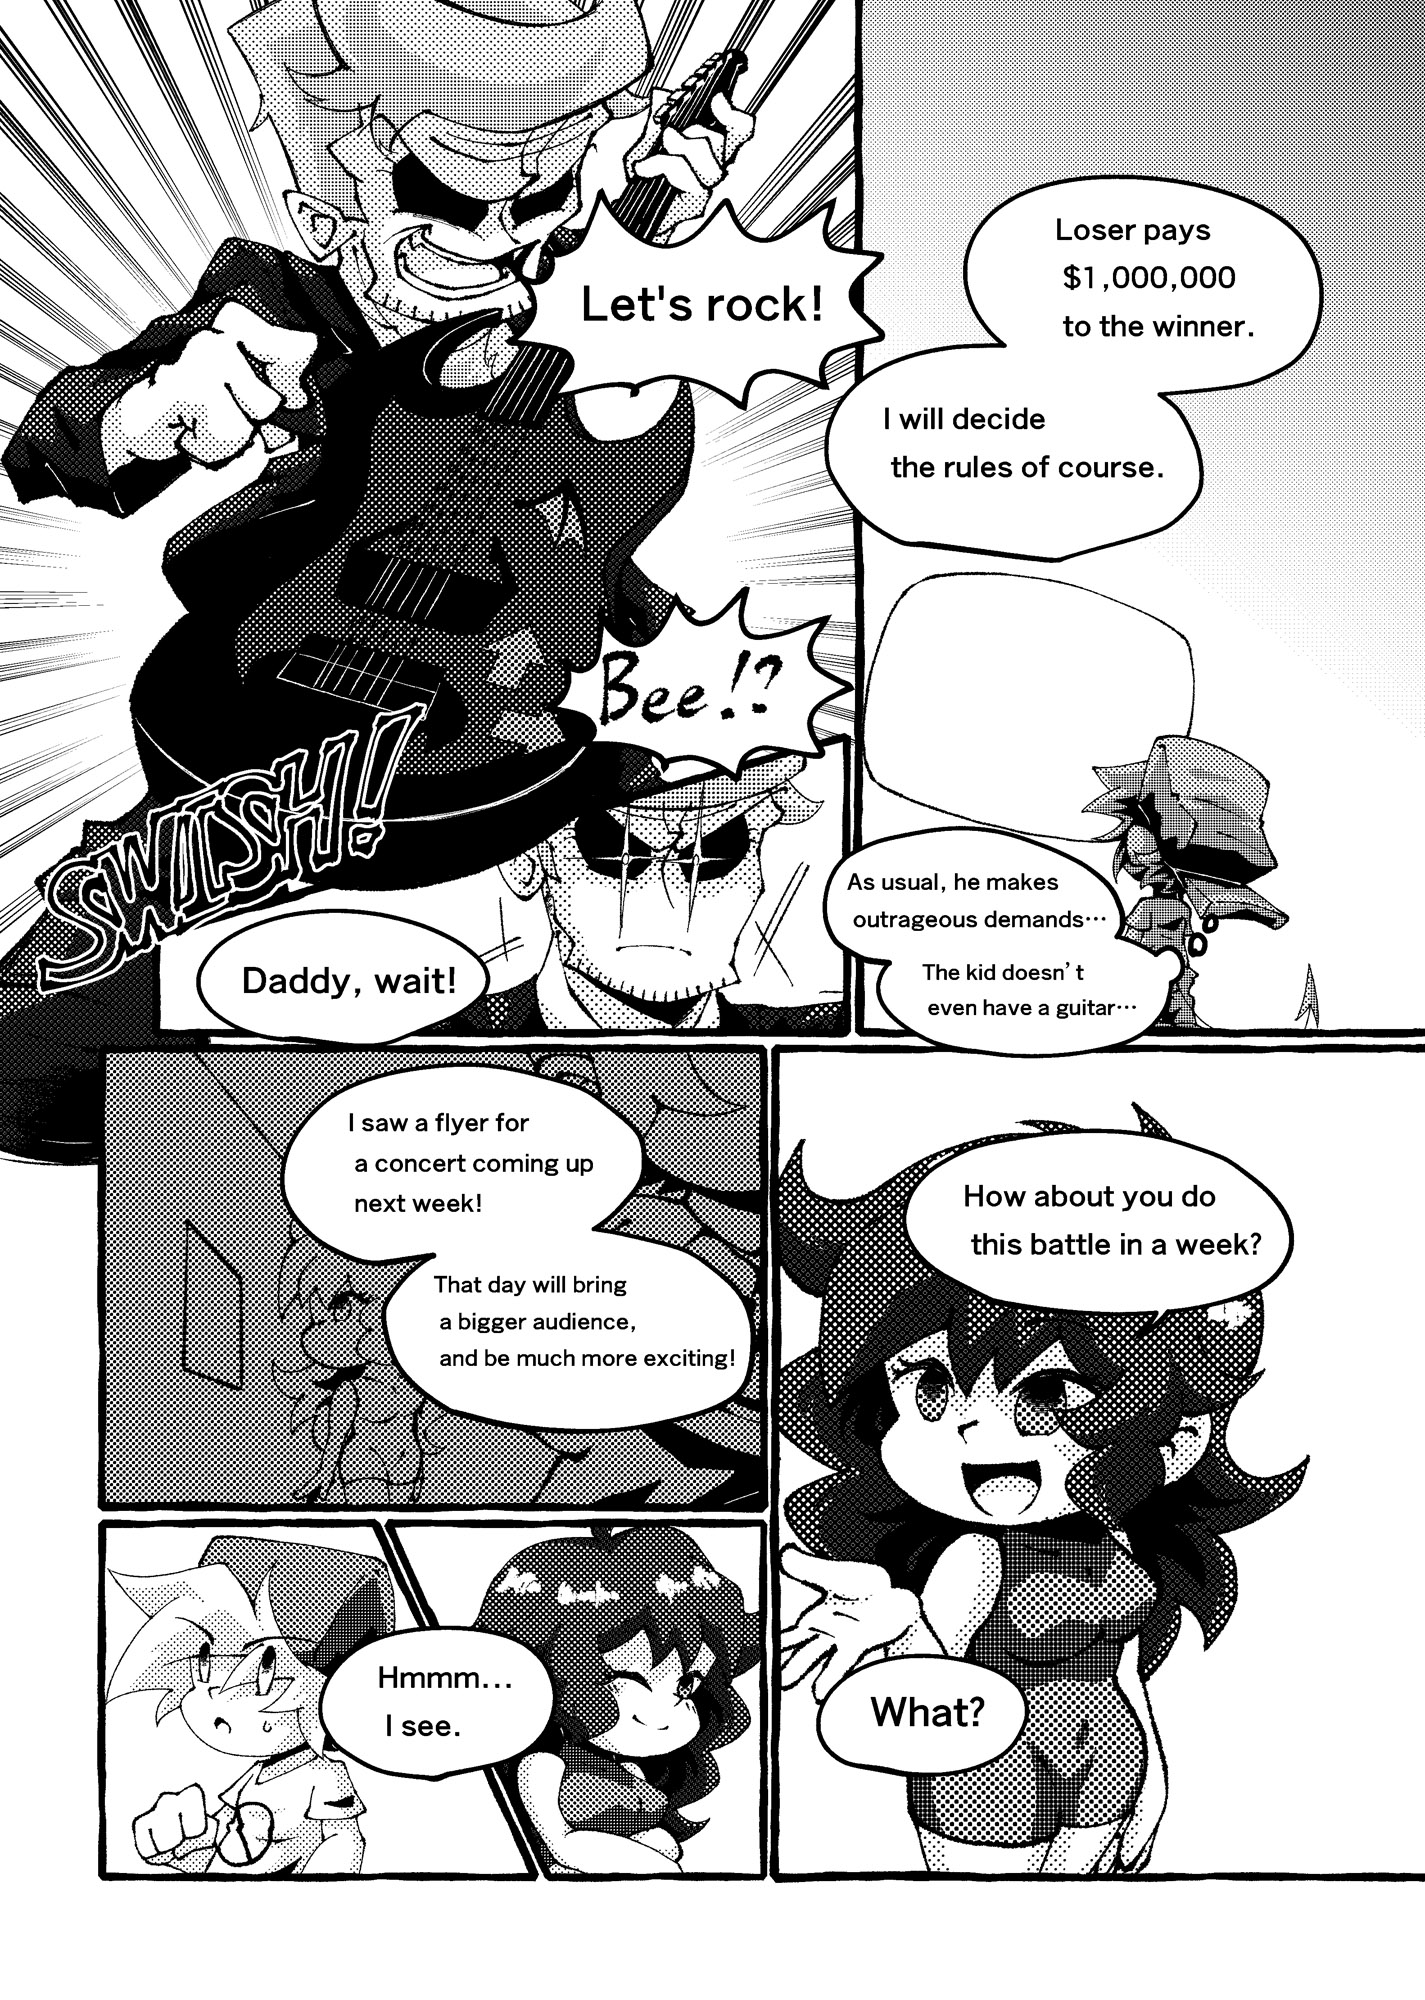 Loser pays
$1,000,000
to the winner.
I will decide
the rules of course.
As usual, he makes
outrageous demands…
The kid doesn't
even have a guitar…
Let's rock!
Bee!?
SWISH!
Daddy, wait!
How about you do
this battle in a week?
What?
I saw a flyer for
a concert coming up
next week!
That day will bring
a bigger audience,
and be much more exciting!
Hmmm...
I see.